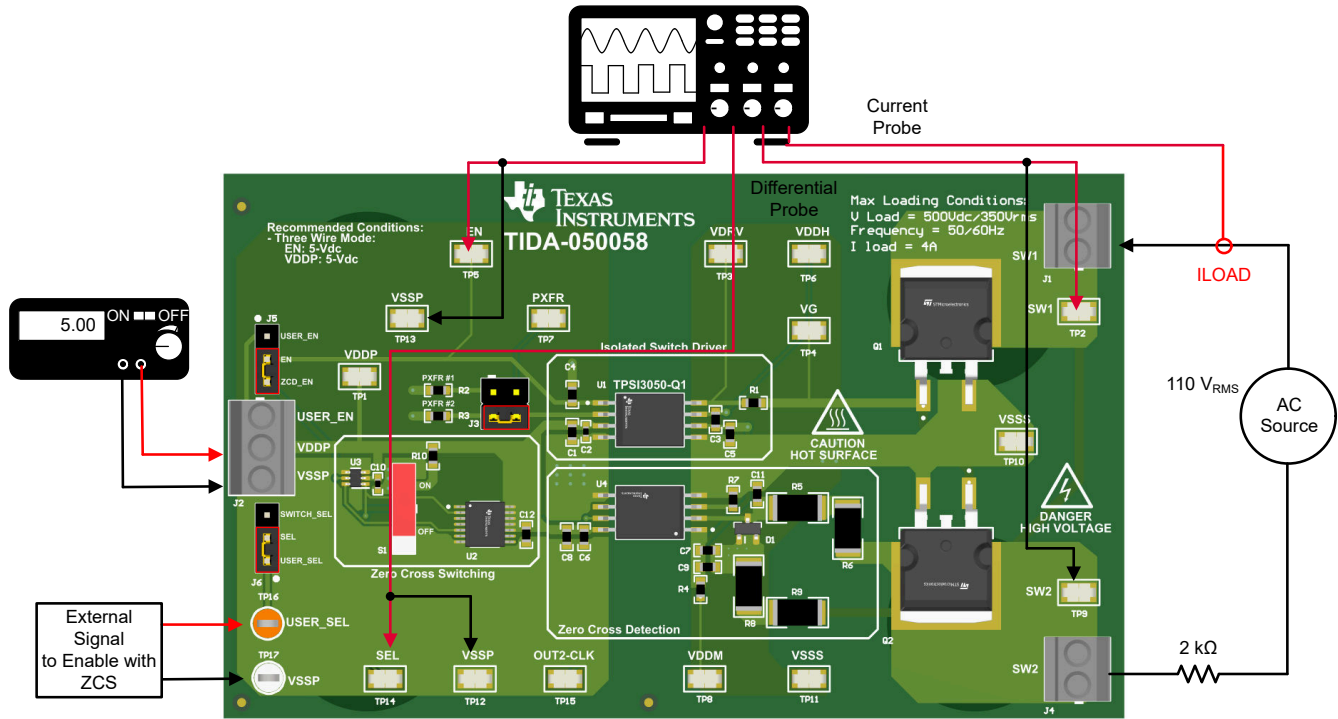 Current
Probe
Differential
Probe
TEXAS
INSTRUMENTS
TIDA-050058
Recommended Conditions:
- Three Wire Mode:
EN: 5-Vdc
VDDP: 5-Vdc
Max Loading Conditions:
V Load = 500Vdc/350Vrms
Frequency = 50/60Hz
I load = 4A
EN
TP5
VDRV
TP3
VDDH
TP6
SW1
J1
ILOAD
5.00
ON
OFF
VSSP
TP13
PXFR
TP7
VG
TP4
SW1
TP2
J5
USER_EN
EN
ZCD_EN
VDDP
TP1
Isolated Switch Driver
C4
U1
TPSI3050-Q1
R1
Q1
PXFR #1
R2
PXFR #2
R3
J3
C1
C2
C3
C5
CAUTION
HOT SURFACE
VSSS
TP10
110 VRMS
AC
Source
USER_EN
VDDP
VSSP
J2
U3
C10
R10
ON
OFF
S1
U2
C12
Zero Cross Switching
U4
R7
C11
R5
D1
R6
C8
C6
C7
C9
R4
R8
R9
Zero Cross Detection
DANGER
HIGH VOLTAGE
SWITCH_SEL
SEL
USER_SEL
J6
TP16
USER_SEL
TP17
VSSP
External
Signal
to Enable with
ZCS
SEL
TP14
VSSP
TP12
OUT2-CLK
TP15
VDDM
TP8
VSSS
TP11
Q2
SW2
TP9
SW2
J4
2 kΩ